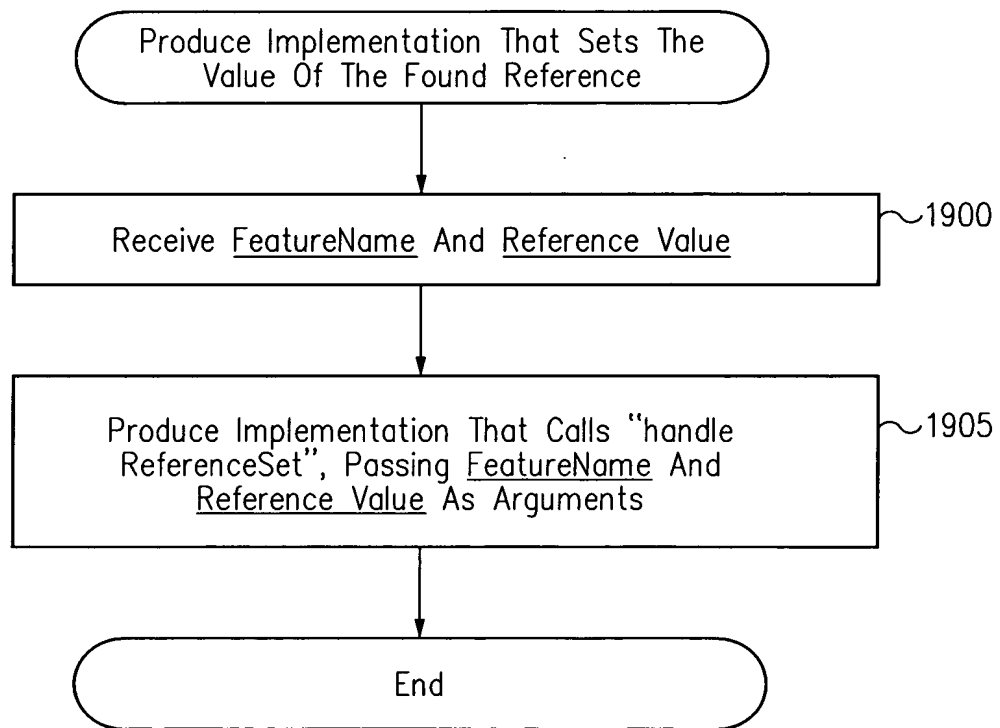 Produce Implementation That Sets The
Value Of The Found Reference
Receive FeatureName And Reference Value
1900
Produce Implementation That Calls “handle
ReferenceSet”, Passing FeatureName And
Reference Value As Arguments
1905
End